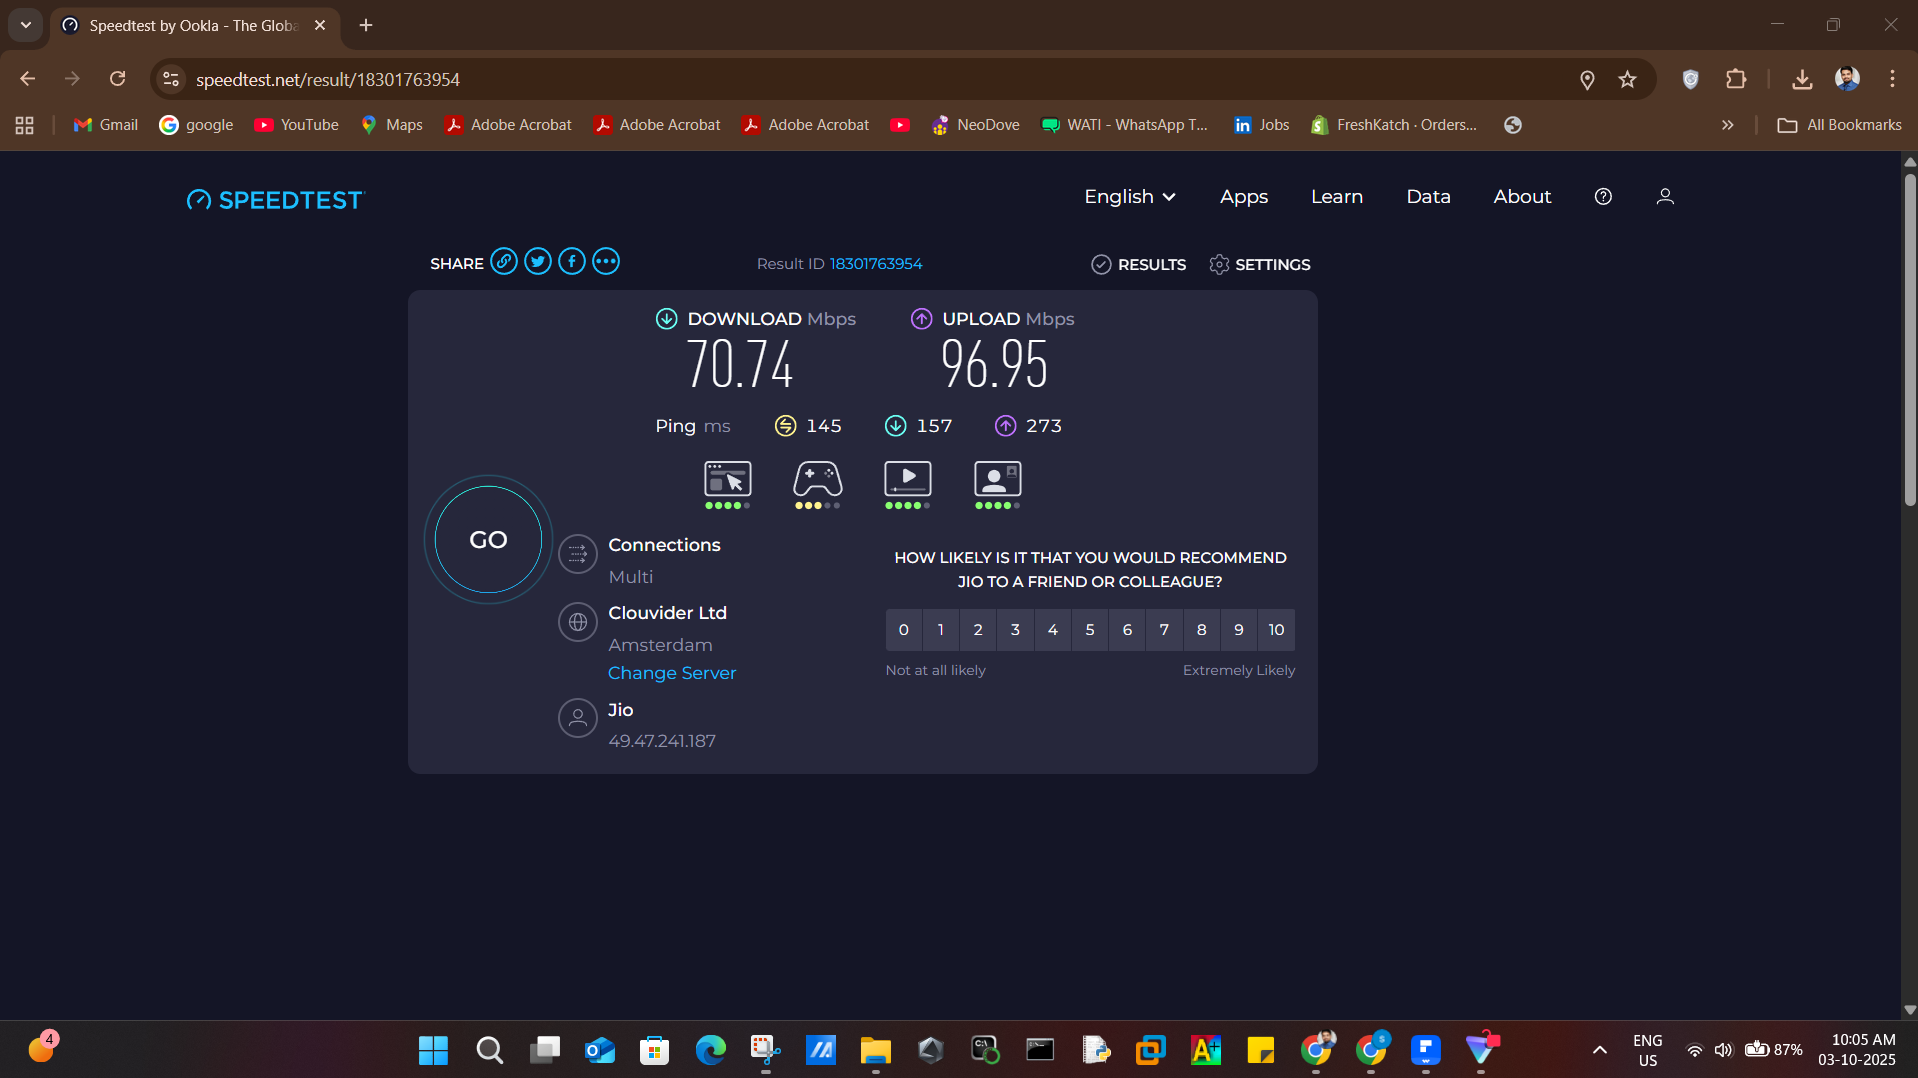 Speedtest by Ookla - The Globa
speedtest.net/result/18301763954
Gmail
google
YouTube
Maps
Adobe Acrobat
Adobe Acrobat
Adobe Acrobat
NeoDove
WATI - WhatsApp T...
Jobs
FreshKatch · Orders...
All Bookmarks
SPEEDTEST
English
Apps
Learn
Data
About
SHARE
Result ID 18301763954
RESULTS
SETTINGS
DOWNLOAD Mbps
70.74
UPLOAD Mbps
96.95
Ping ms
145
157
273
GO
Connections
Multi
Clouvider Ltd
Amsterdam
Change Server
Jio
49.47.241.187
HOW LIKELY IS IT THAT YOU WOULD RECOMMEND
JIO TO A FRIEND OR COLLEAGUE?
0 1 2 3 4 5 6 7 8 9 10
Not at all likely
Extremely Likely
4
ENG
US
87%
10:05 AM
03-10-2025